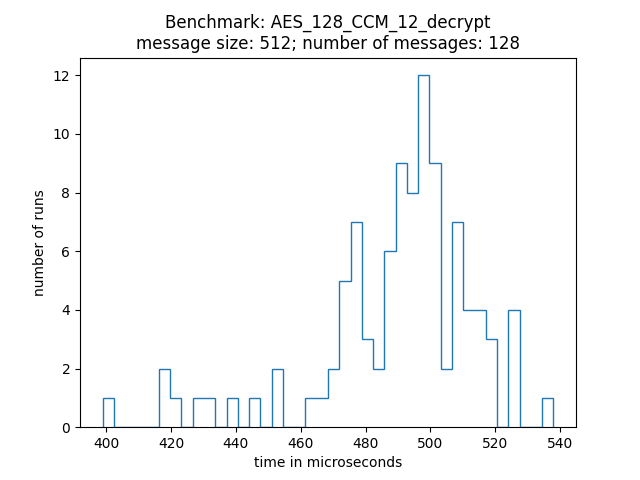 Benchmark: AES_128_CCM_12_decrypt
message size: 512; number of messages: 128
12
10
8
6
4
2
0
number of runs
400 420 440 460 480 500 520 540
time in microseconds